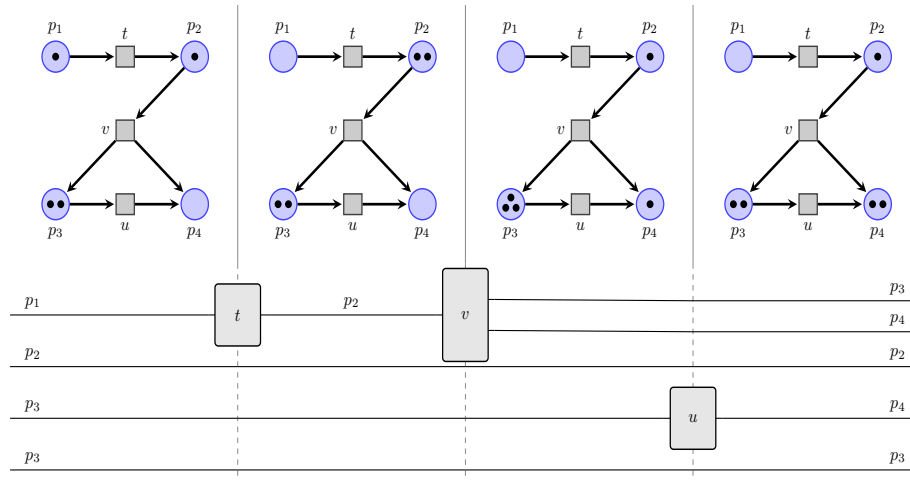 p₁ t p₂ p₁ t p₂ p₁ t p₂ p₁ t p₂
v v v v
p₃ u p₄ p₃ u p₄ p₃ u p₄ p₃ u p₄
p₃
p₁ p₂
t v p₄
p₂ p₂
p₃ p₄
u
p₃ p₃